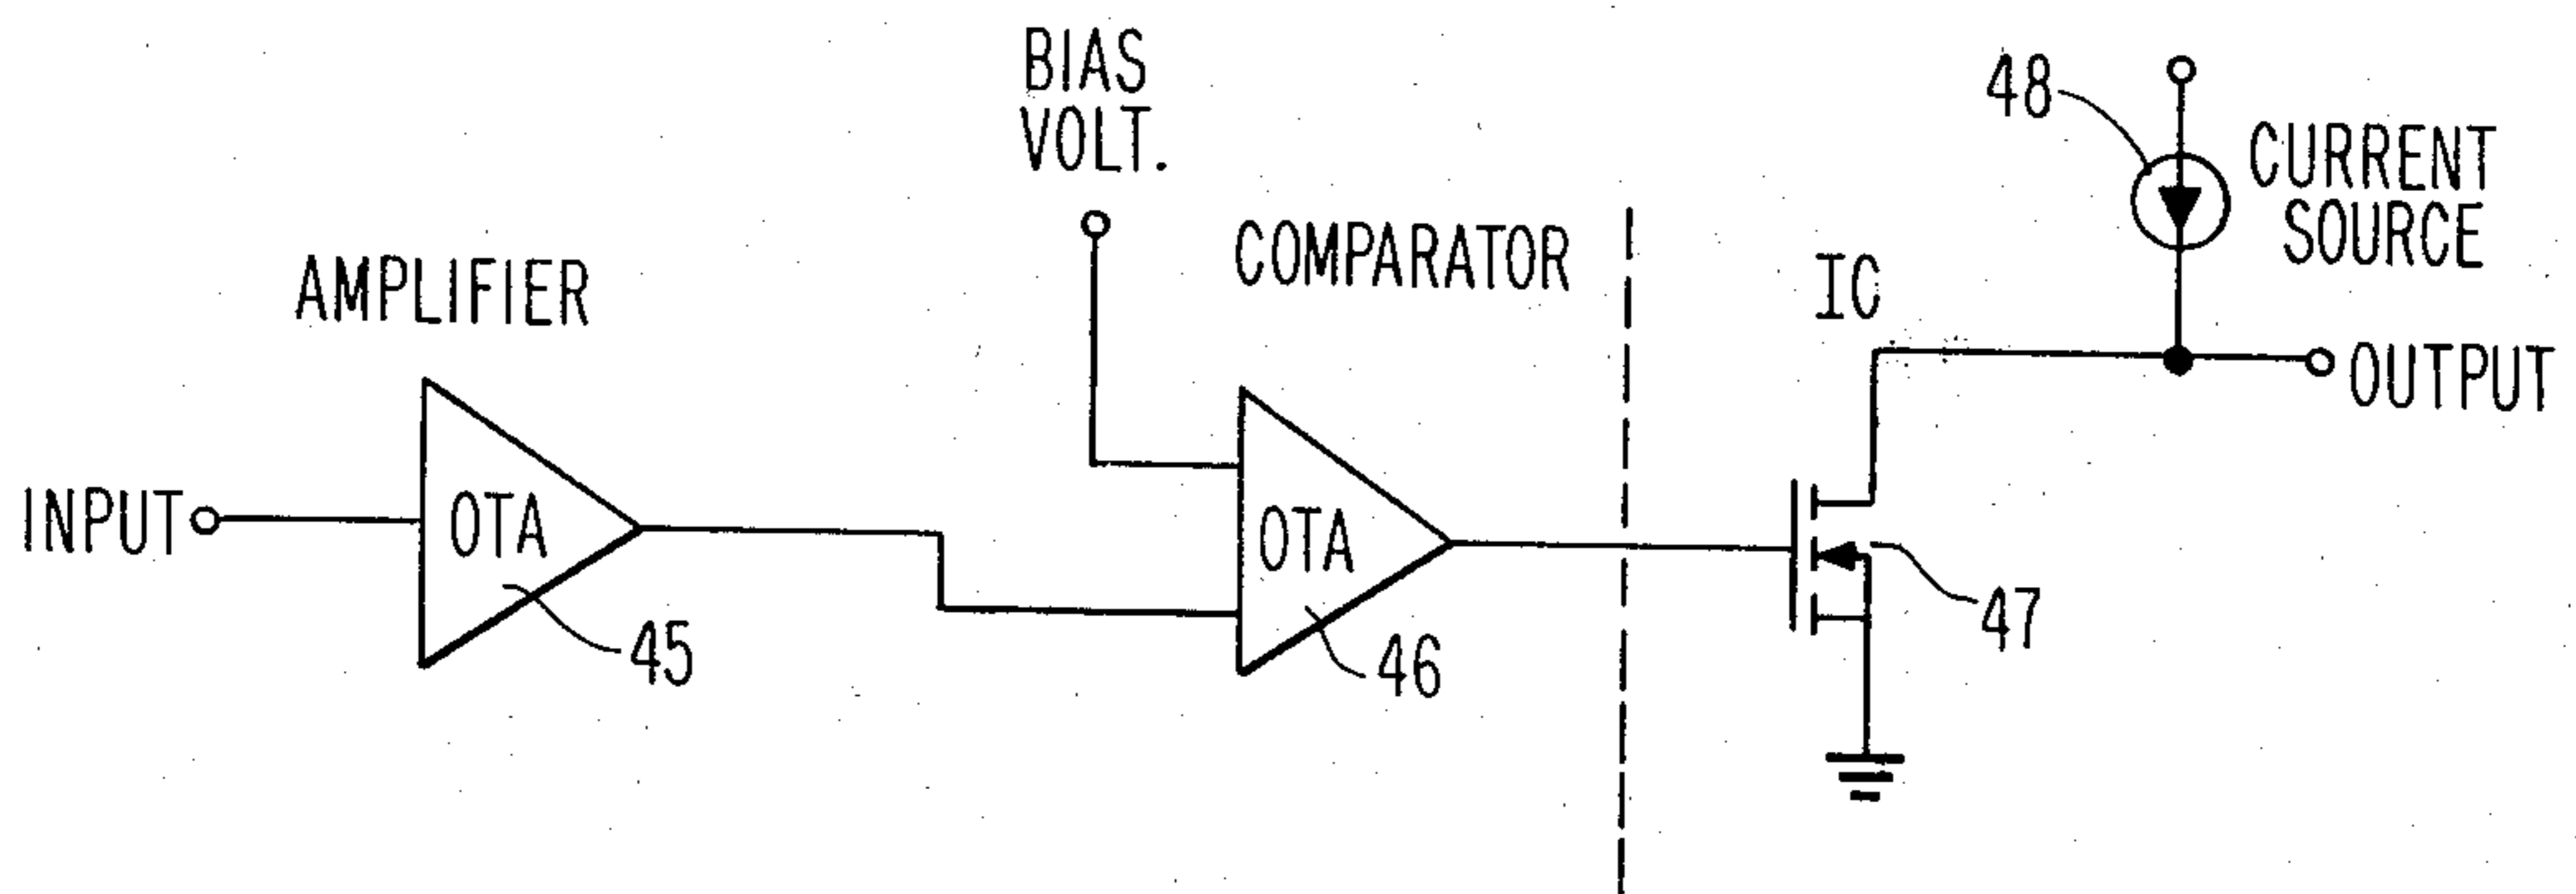 BIAS
VOLT.
48
CURRENT
SOURCE
AMPLIFIER
COMPARATOR
IC
OUTPUT
INPUT
OTA
OTA
45
46
47